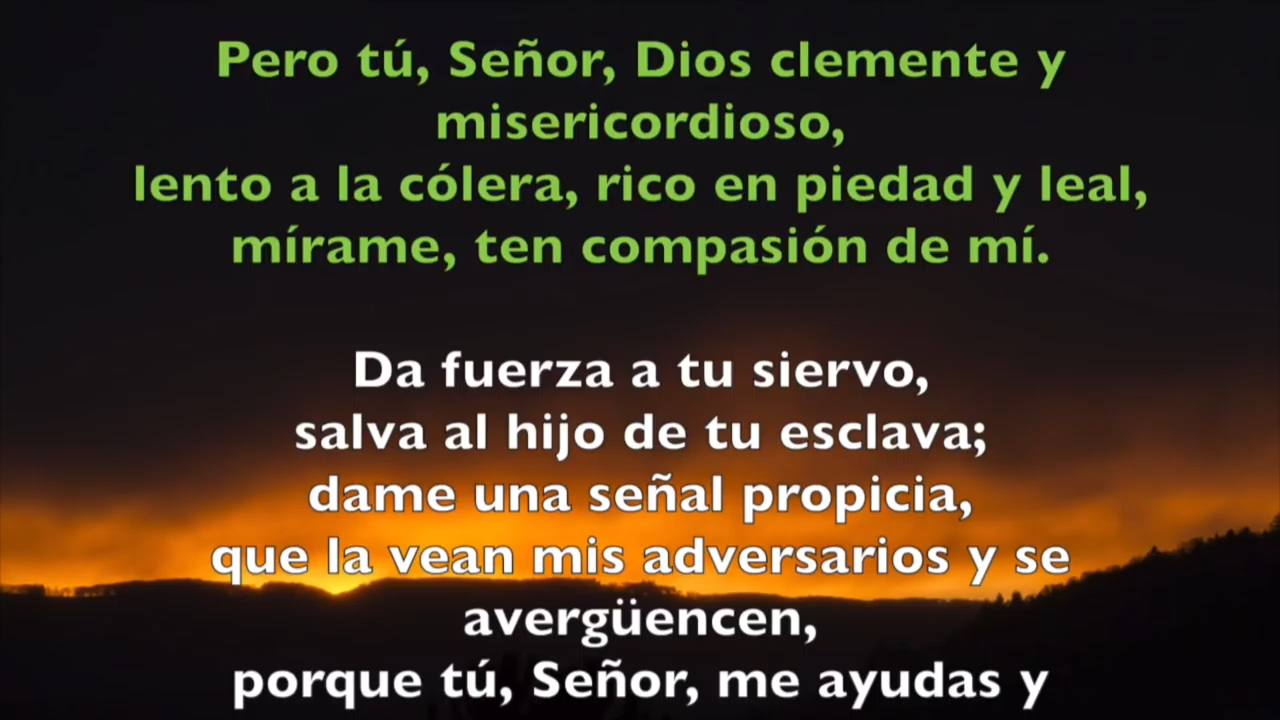 Pero tú, Señor, Dios clemente y
misericordioso,
lento a la cólera, rico en piedad y leal,
mírame, ten compasión de mí.
Da fuerza a tu siervo,
salva al hijo de tu esclava;
dame una señal propicia,
que la vean mis adversarios y se
avergüencen,
porque tú, Señor, me ayudas y